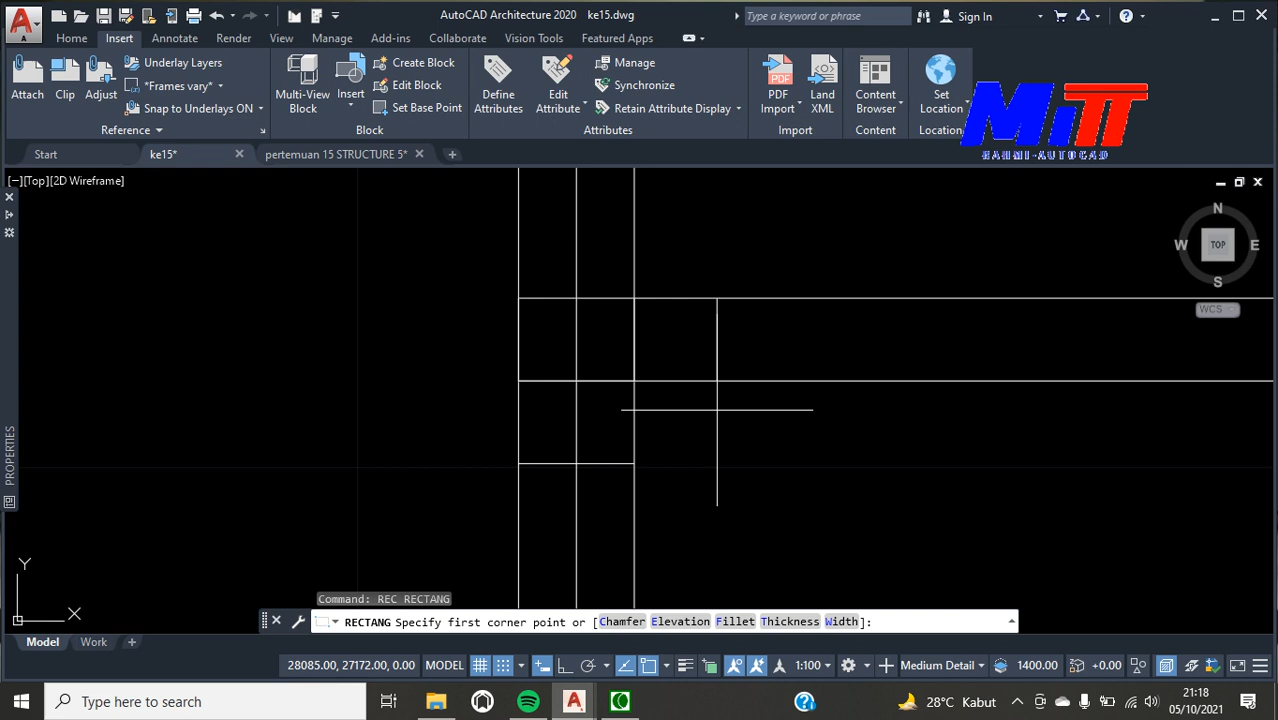 AutoCAD Architecture 2020 ke15.dwg
Type a keyword or phrase
Sign In
Home Insert Annotate Render View Manage Add-ins Collaborate Vision Tools Featured Apps
Attach
Clip
Adjust
Underlay Layers
*Frames vary*
Snap to Underlays ON
Reference
Multi-View Block
Insert
Create Block
Edit Block
Set Base Point
Block
Define Attributes
Edit Attribute
Manage
Synchronize
Retain Attribute Display
Attributes
PDF Import
Land XML
Import
Content Browser
Content
Set Location
Location
MiTT
RAHMI-AUTOCAD
Start
ke15*
pertemuan 15 STRUCTURE 5*
[−][Top][2D Wireframe]
N
W TOP E
S
WCS
PROPERTIES
Y
X
Command: REC RECTANG
RECTANG Specify first corner point or [Chamfer Elevation Fillet Thickness Width]:
Model Work
28085.00, 27172.00, 0.00 MODEL 1:100 Medium Detail 1400.00 +0.00
Type here to search
28°C Kabut
21:18
05/10/2021